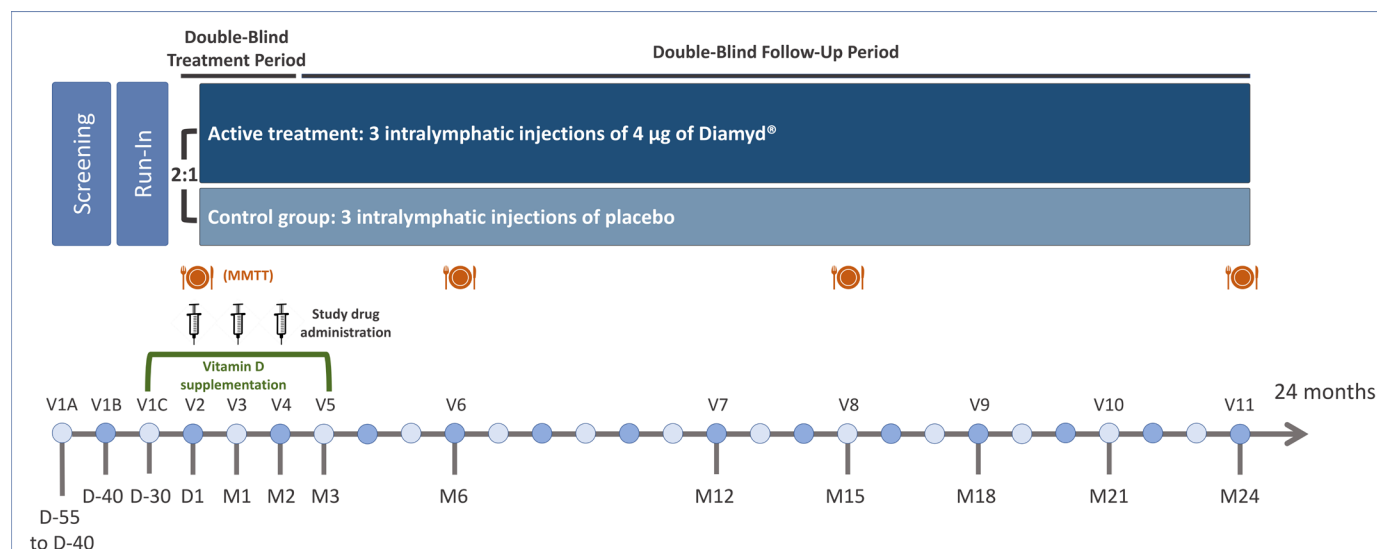 Double-Blind
Treatment Period
Double-Blind Follow-Up Period
Screening
Run-In
2:1
Active treatment: 3 intralymphatic injections of 4 µg of Diamyd®
Control group: 3 intralymphatic injections of placebo
(MMTT)
Study drug
administration
Vitamin D
supplementation
24 months
V1A V1B V1C V2 V3 V4 V5 V6 V7 V8 V9 V10 V11
D-40 D-30 D1 M1 M2 M3 M6 M12 M15 M18 M21 M24
D-55
to D-40